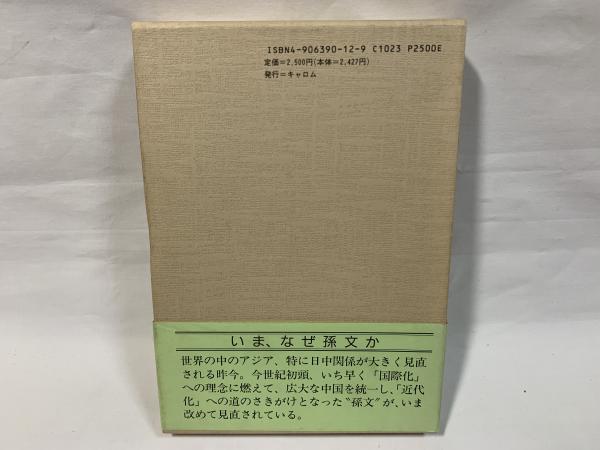 ISBN4-906390-12-9 C1023 P2500E
定価=2,500円(本体=2,427円)
発行=キャロム
いま、なぜ孫文か
世界の中のアジア、特に日中関係が大きく見直
される昨今。今世紀初頭、いち早く「国際化」
への理念に燃えて、広大な中国を統一し、「近代
化」への道のさきがけとなった〝孫文〟が、いま
改めて見直されている。